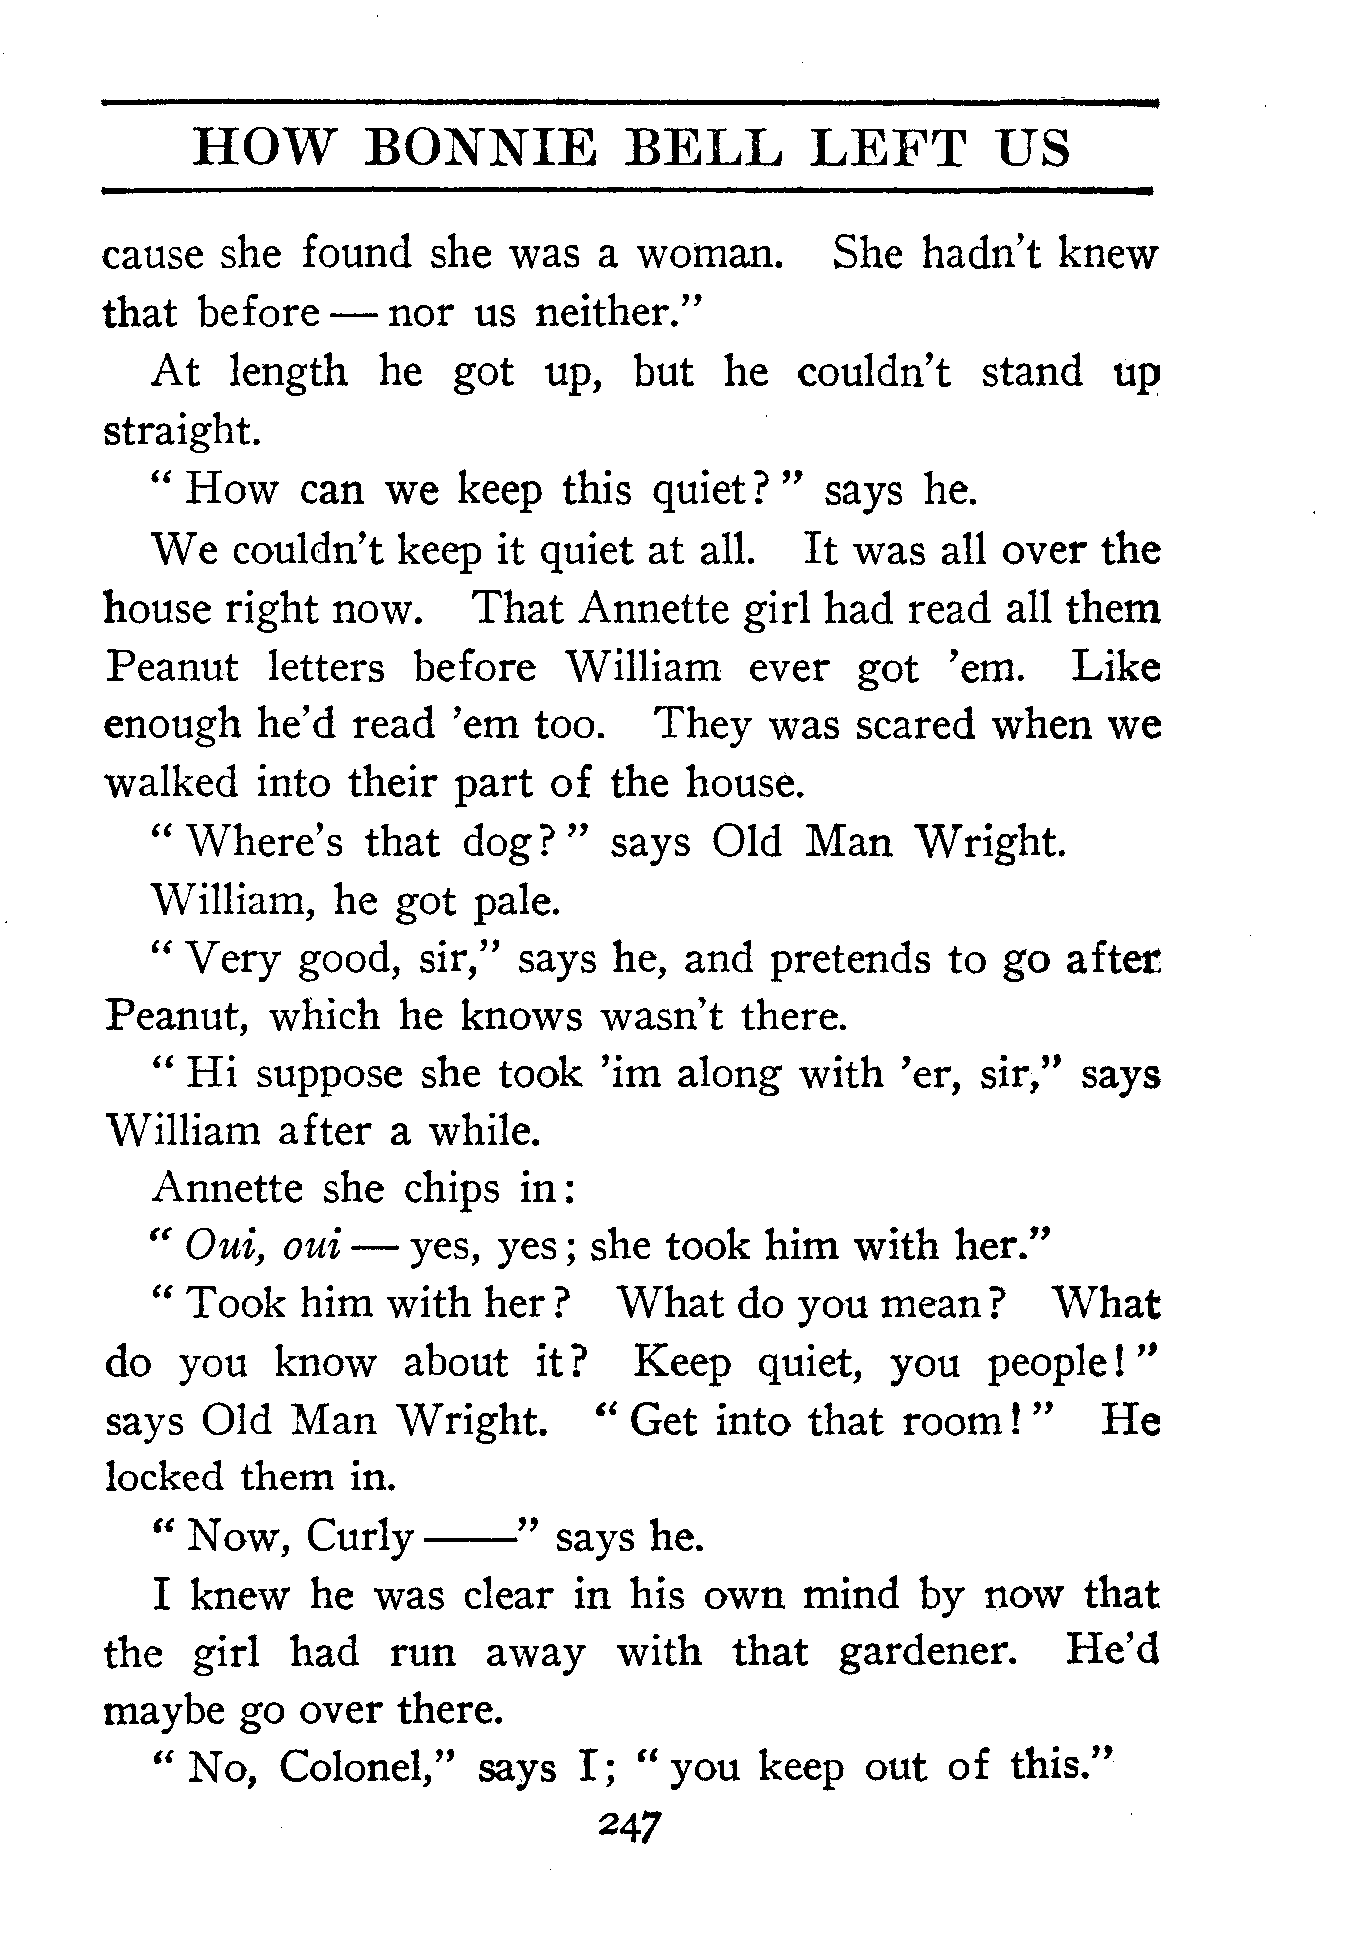 HOW BONNIE BELL LEFT US
cause she found she was a woman. She hadn't knew
that before — nor us neither."
At length he got up, but he couldn't stand up
straight.
" How can we keep this quiet? " says he.
We couldn't keep it quiet at all. It was all over the
house right now. That Annette girl had read all them
Peanut letters before William ever got 'em. Like
enough he'd read 'em too. They was scared when we
walked into their part of the house.
" Where's that dog? " says Old Man Wright.
William, he got pale.
" Very good, sir," says he, and pretends to go after
Peanut, which he knows wasn't there.
" Hi suppose she took 'im along with 'er, sir," says
William after a while.
Annette she chips in:
" Oui, oui — yes, yes; she took him with her."
" Took him with her? What do you mean? What
do you know about it? Keep quiet, you people! "
says Old Man Wright. " Get into that room! " He
locked them in.
" Now, Curly ——" says he.
I knew he was clear in his own mind by now that
the girl had run away with that gardener. He'd
maybe go over there.
" No, Colonel," says I; " you keep out of this."
247